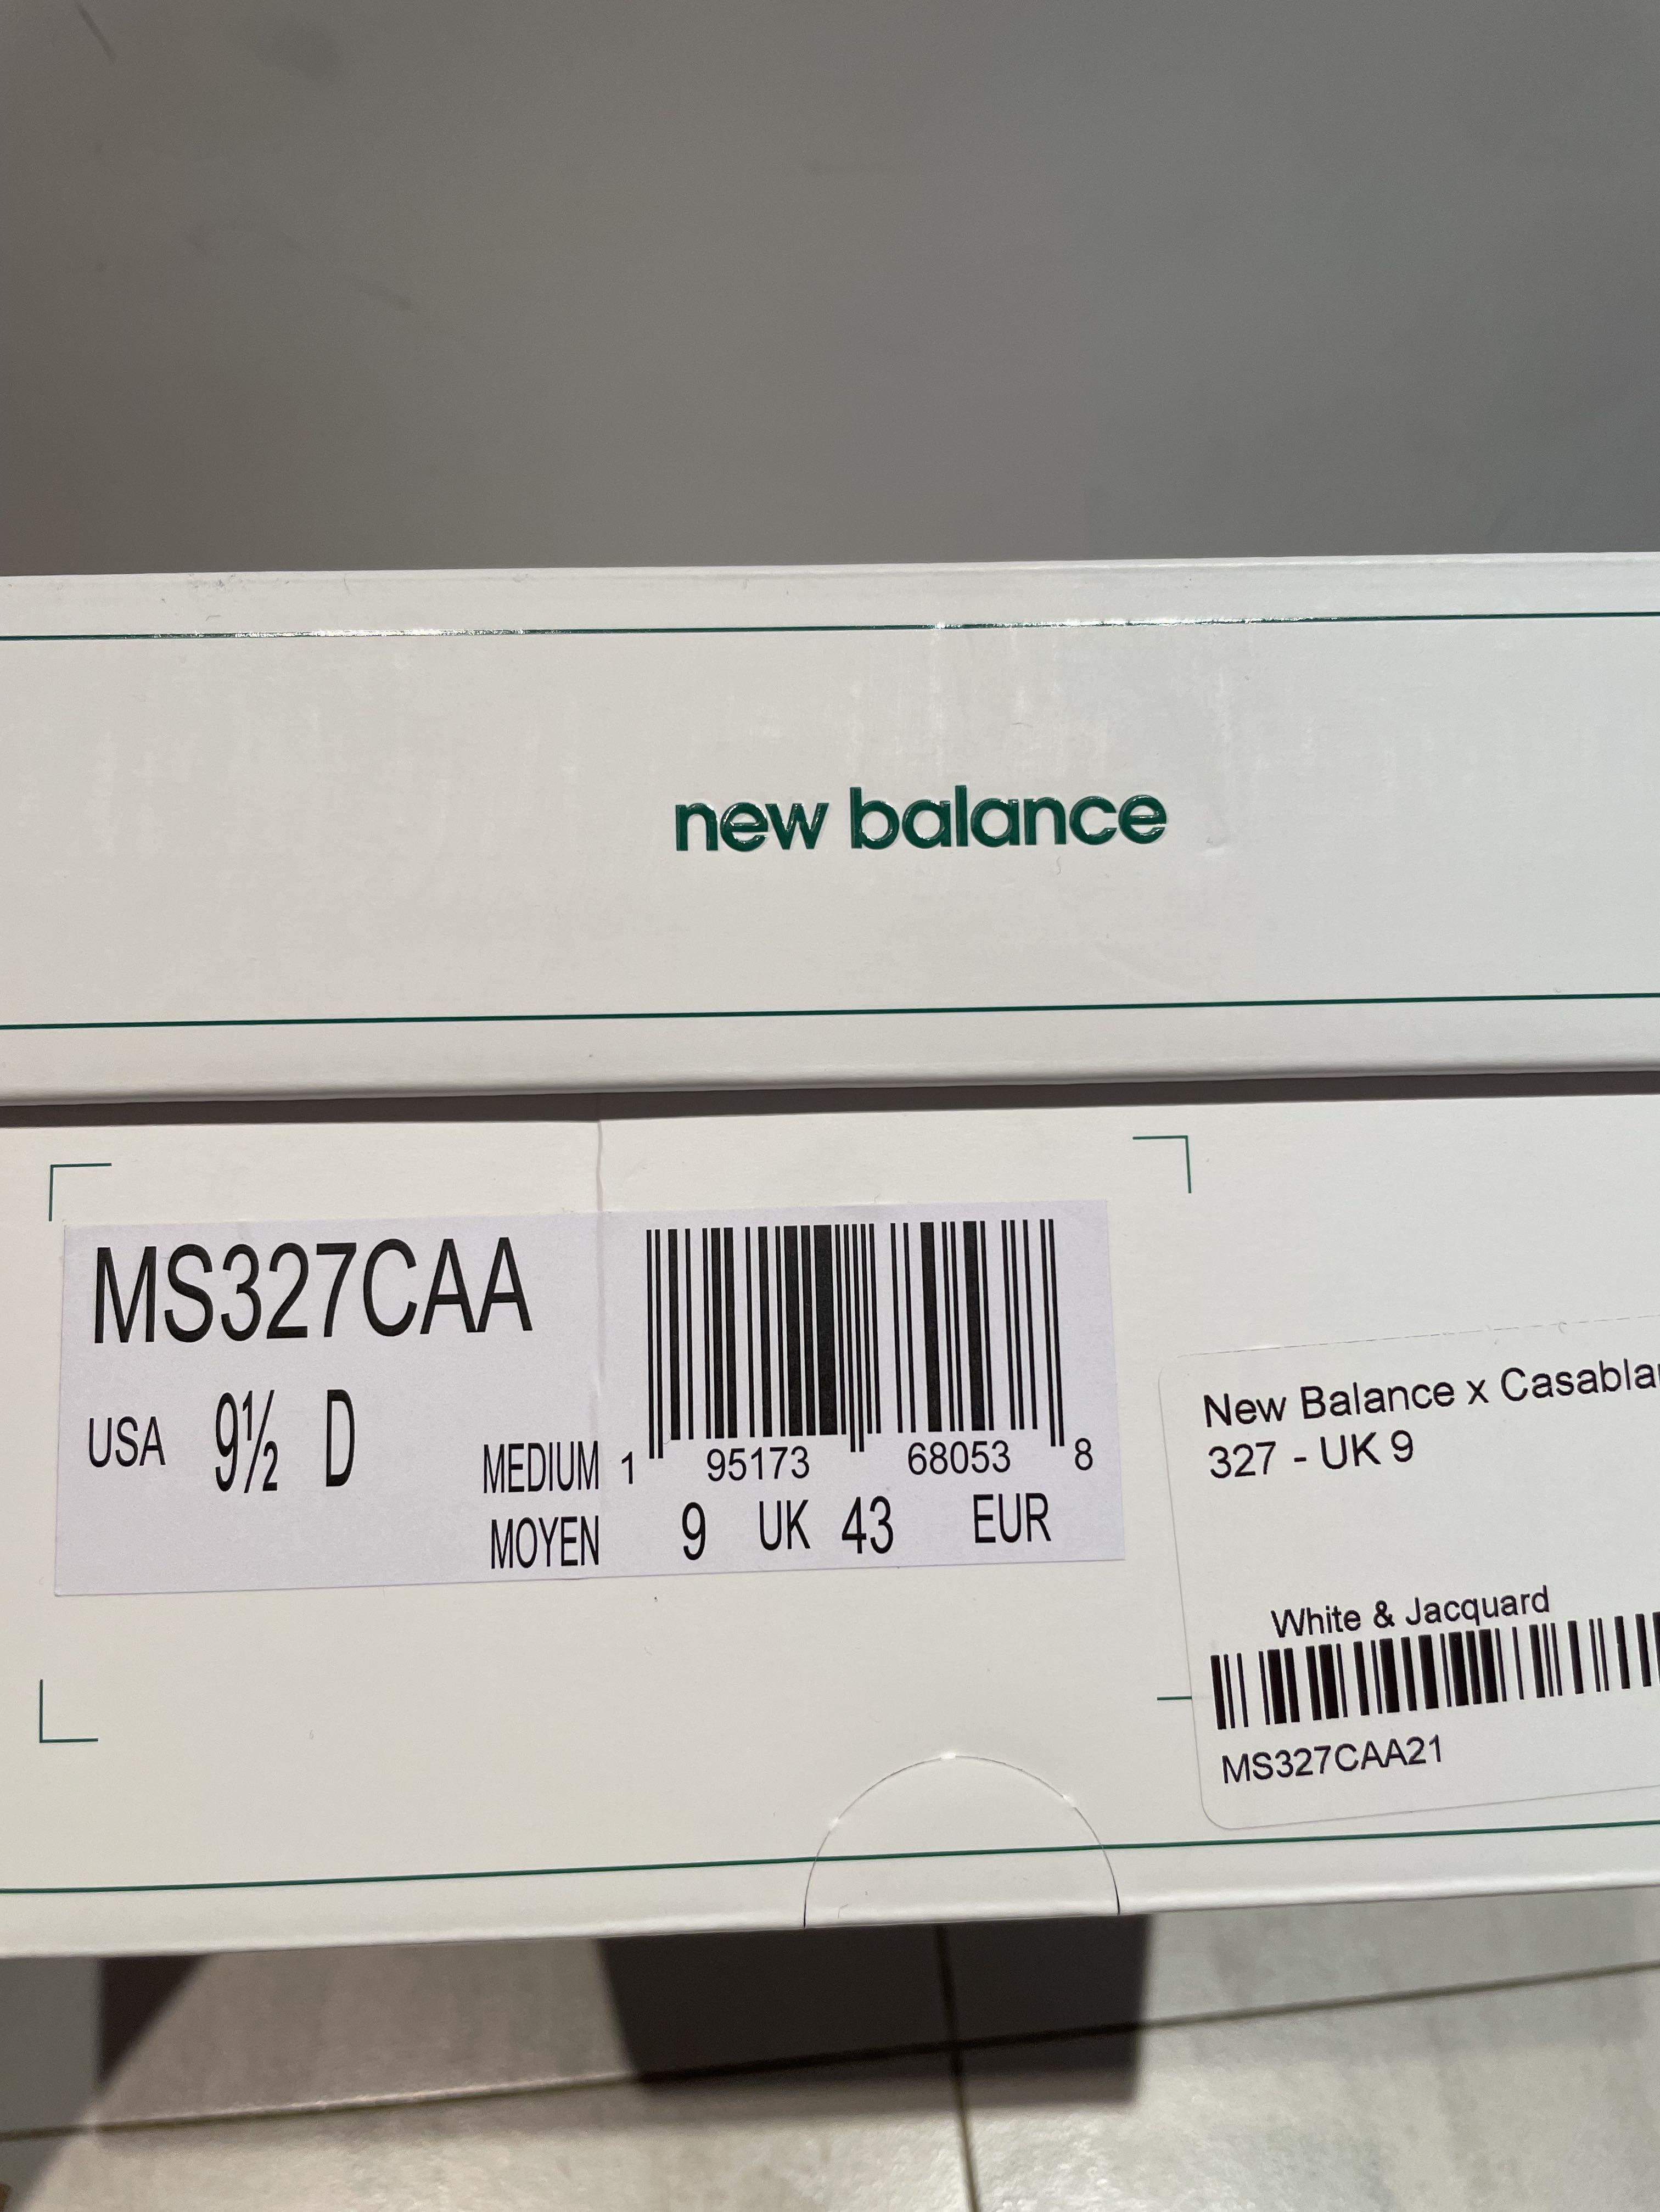 new balance
MS327CAA
USA 9½ D
MEDIUM
MOYEN
1 95173 68053 8
9 UK 43 EUR
New Balance x
327 - UK 9
White & Jacquard
MS327CAA21